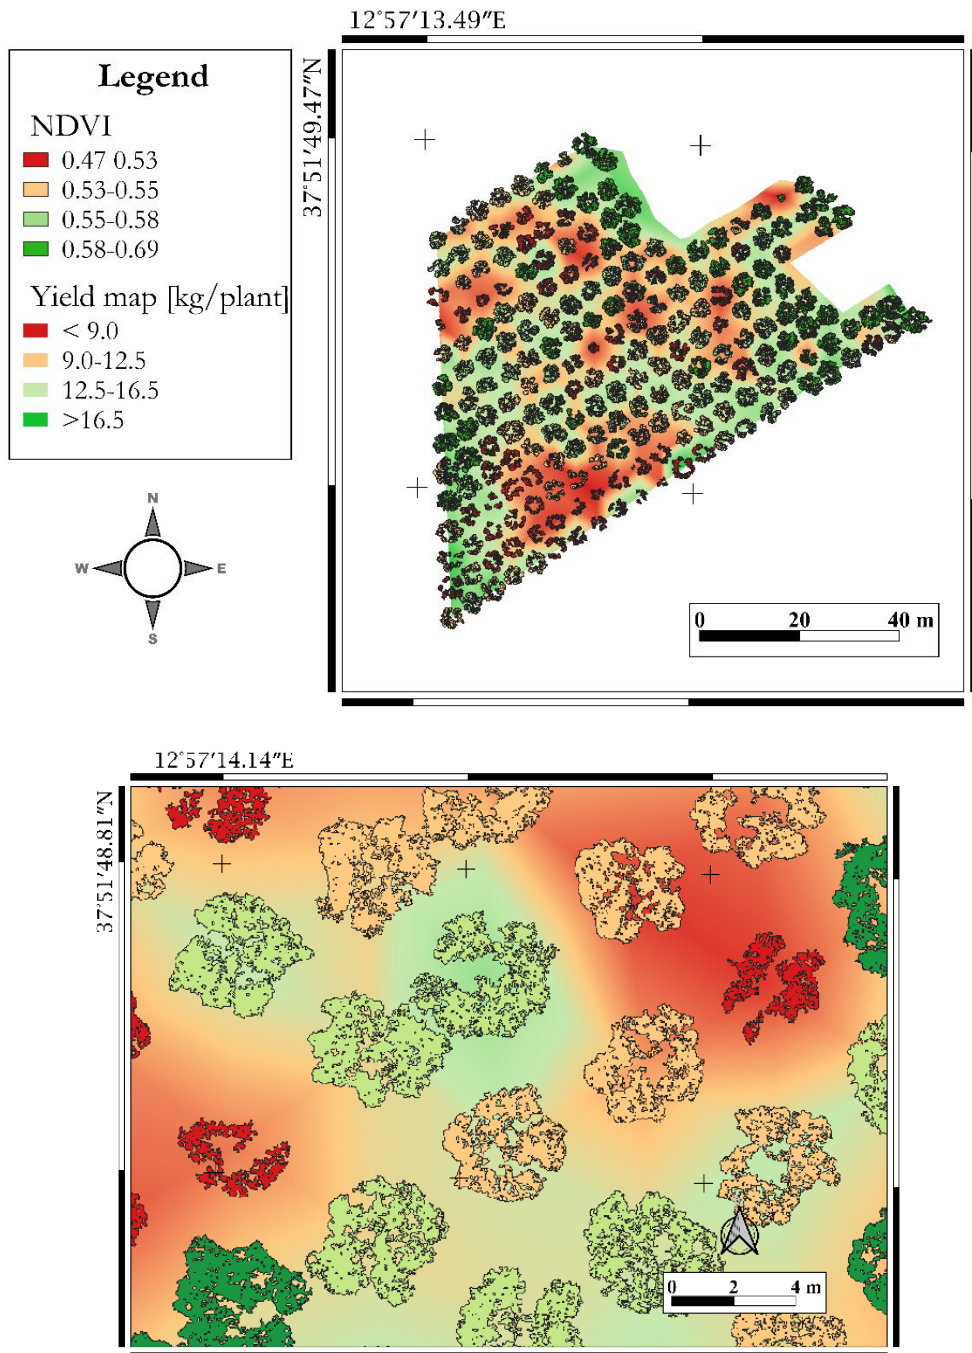 12°57'13.49"E
37°51'49.47"N
Legend
NDVI
0.47 0.53
0.53-0.55
0.55-0.58
0.58-0.69
Yield map [kg/plant]
< 9.0
9.0-12.5
12.5-16.5
>16.5
N
W E
S
0 20 40 m
12°57'14.14"E
37°51'48.81"N
0 2 4 m